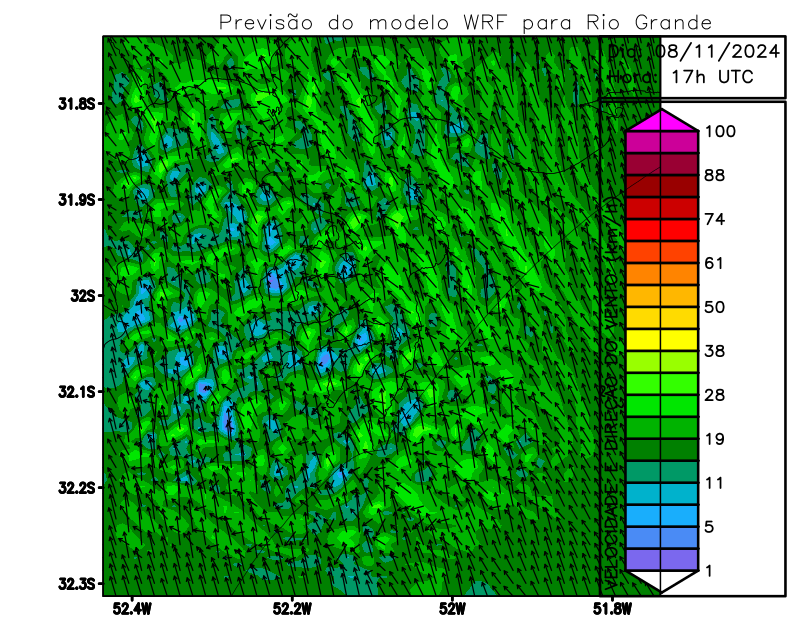 Previsão do modelo WRF para Rio Grande
Dia: 08/11/2024
Hora: 17h UTC
31.8S
31.9S
32S
32.1S
32.2S
32.3S
52.4W
52.2W
52W
51.8W
VELOCIDADE E DIREÇÃO DO VENTO (km/h)
100
88
74
61
50
38
28
19
11
5
1